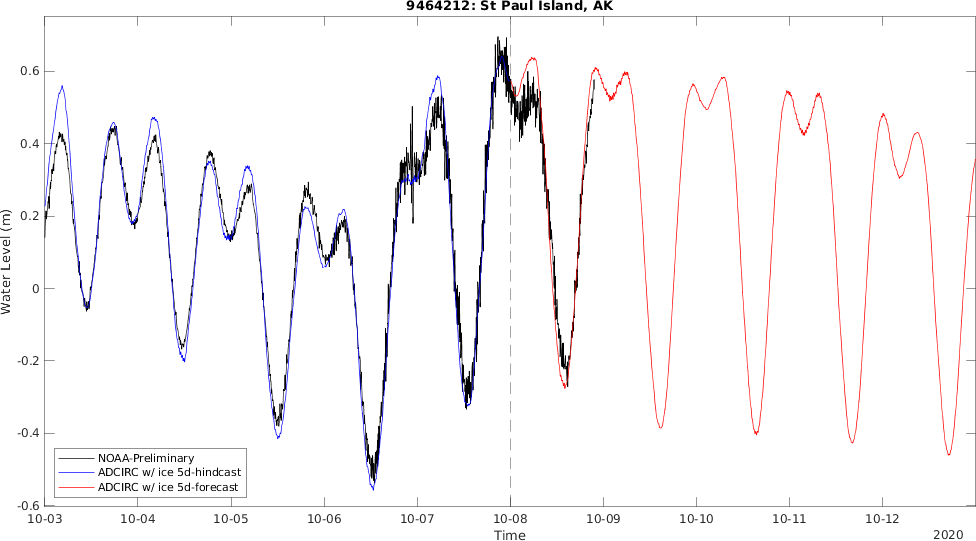 9464212: St Paul Island, AK
Water Level (m)
0.6
0.4
0.2
0
-0.2
-0.4
-0.6
NOAA-Preliminary
ADCIRC w/ ice 5d-hindcast
ADCIRC w/ ice 5d-forecast
10-03 10-04 10-05 10-06 10-07 10-08 10-09 10-10 10-11 10-12
Time
2020